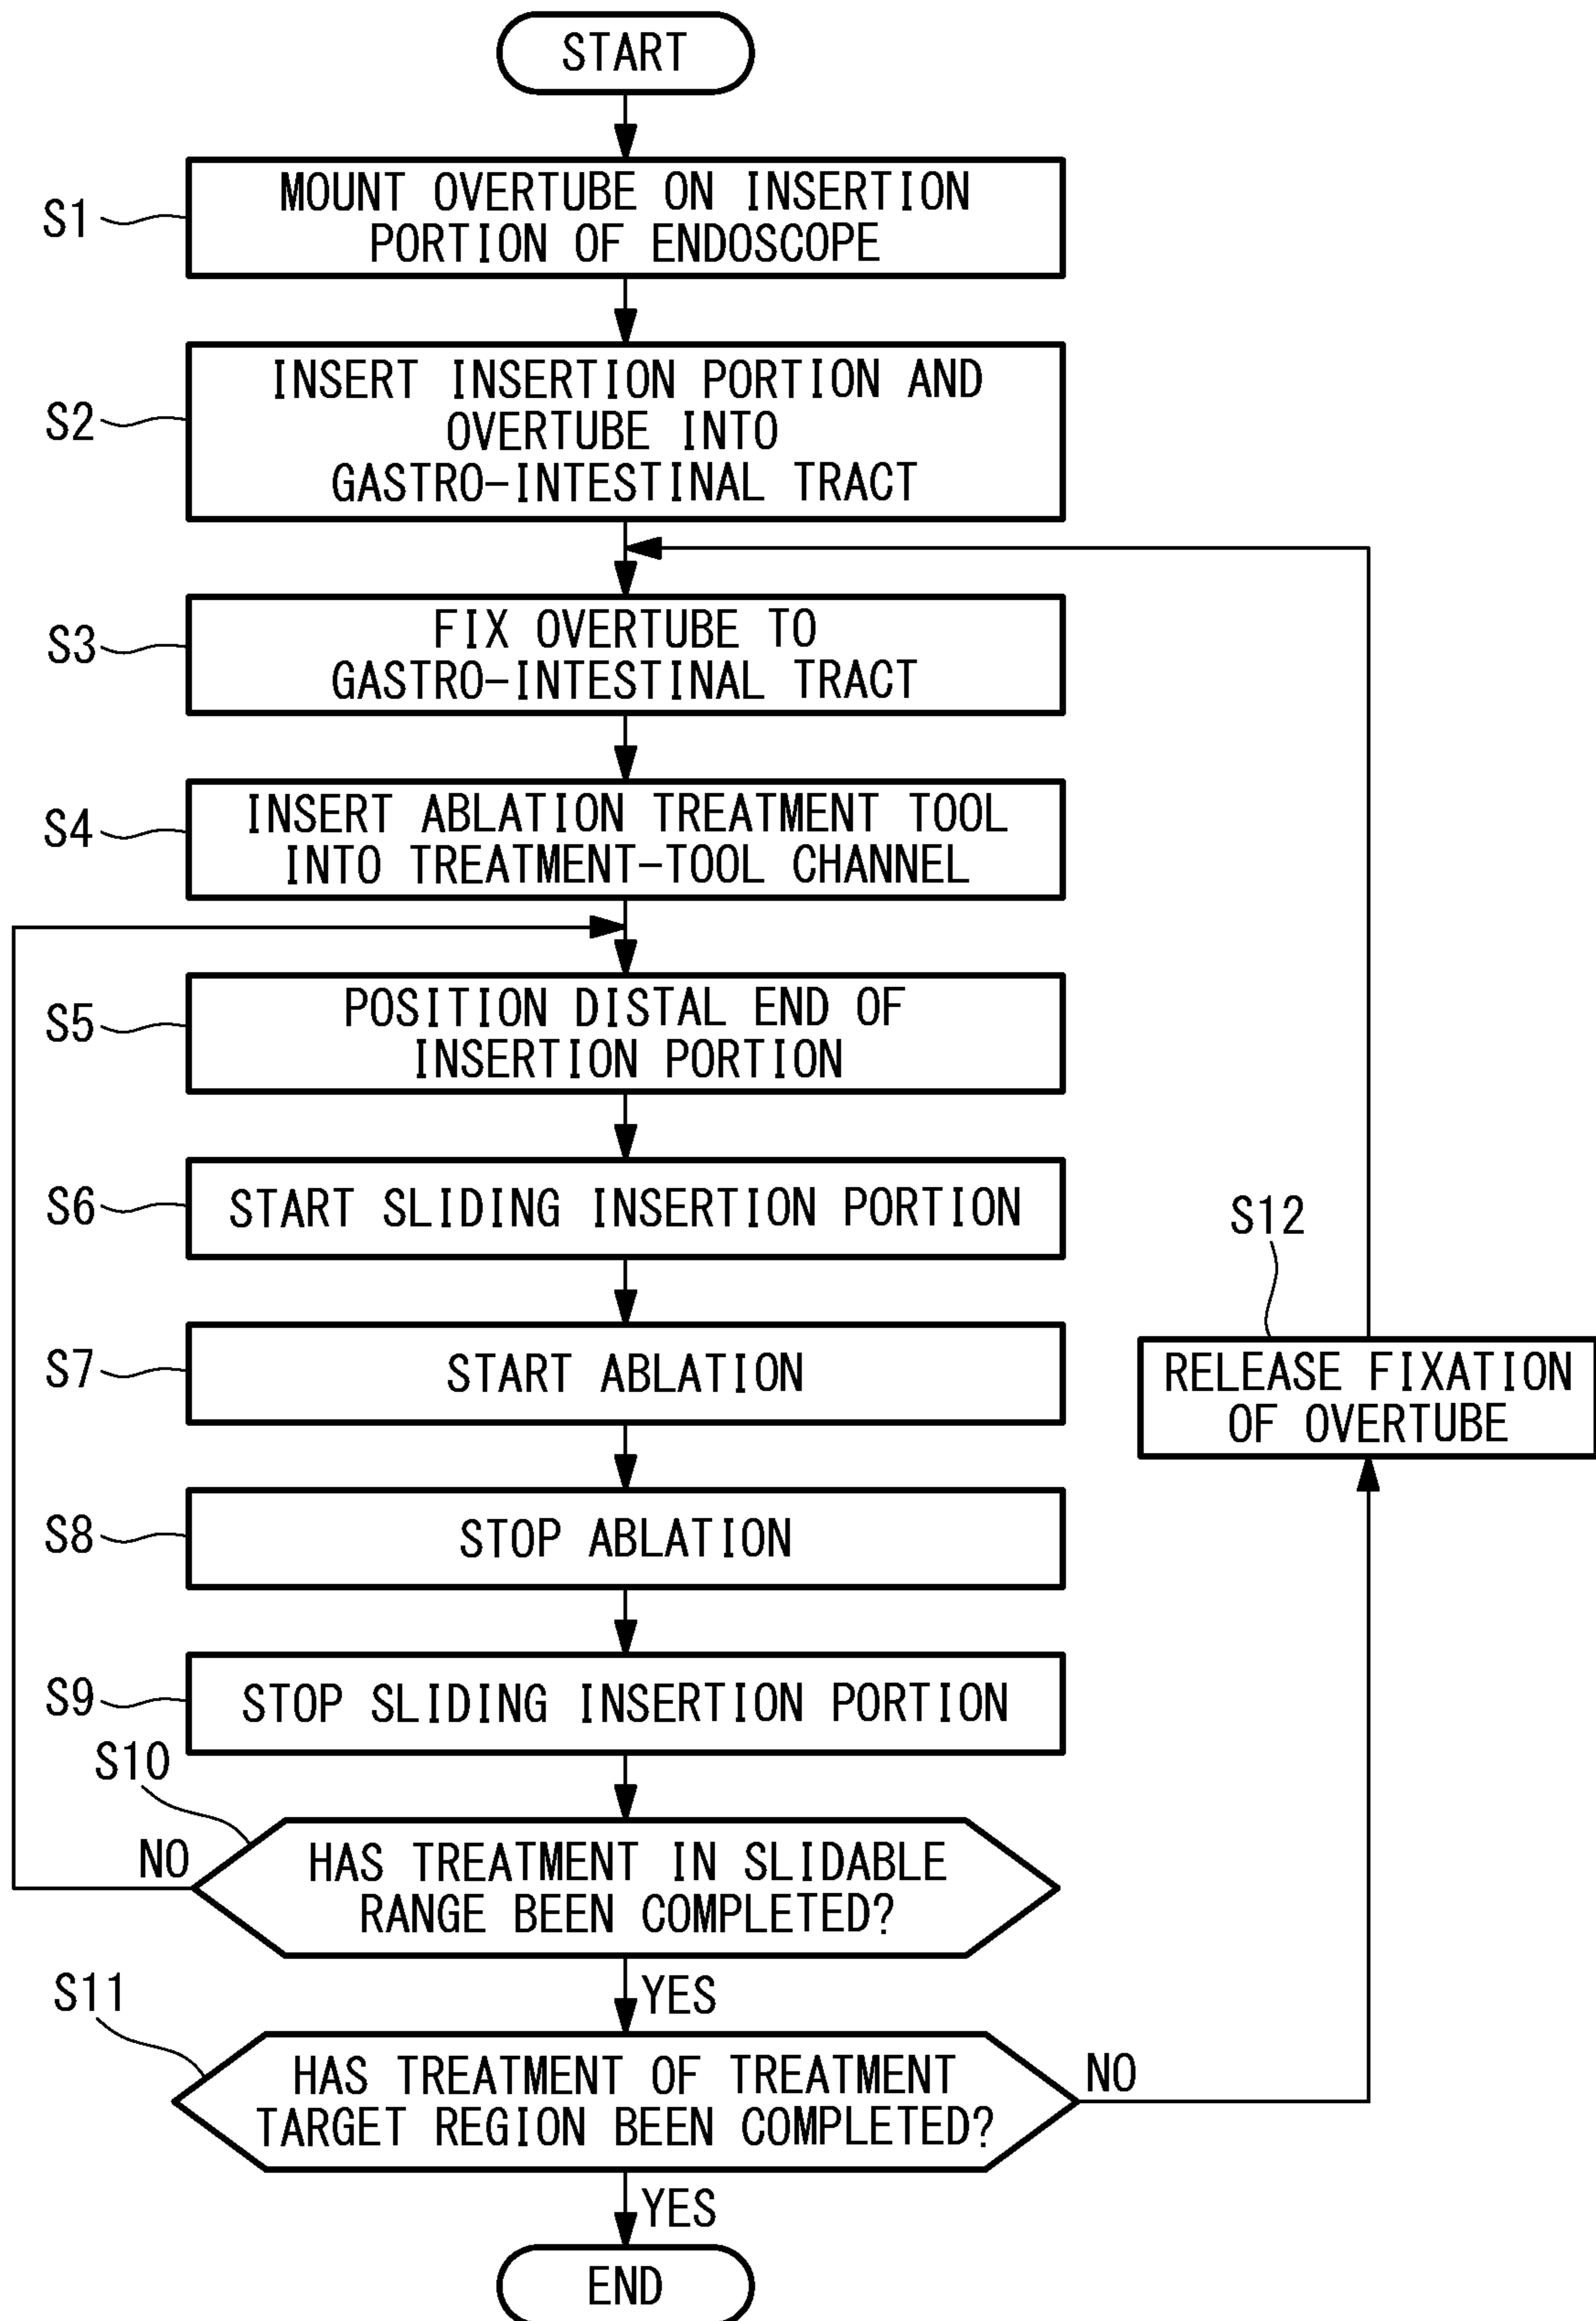 START
S1
MOUNT OVERTUBE ON INSERTION
PORTION OF ENDOSCOPE
S2
INSERT INSERTION PORTION AND
OVERTUBE INTO
GASTRO-INTESTINAL TRACT
S3
FIX OVERTUBE TO
GASTRO-INTESTINAL TRACT
S4
INSERT ABLATION TREATMENT TOOL
INTO TREATMENT-TOOL CHANNEL
S5
POSITION DISTAL END OF
INSERTION PORTION
S6
START SLIDING INSERTION PORTION
S12
RELEASE FIXATION
OF OVERTUBE
S7
START ABLATION
S8
STOP ABLATION
S9
STOP SLIDING INSERTION PORTION
S10
NO
HAS TREATMENT IN SLIDABLE
RANGE BEEN COMPLETED?
YES
S11
HAS TREATMENT OF TREATMENT
TARGET REGION BEEN COMPLETED?
NO
YES
END